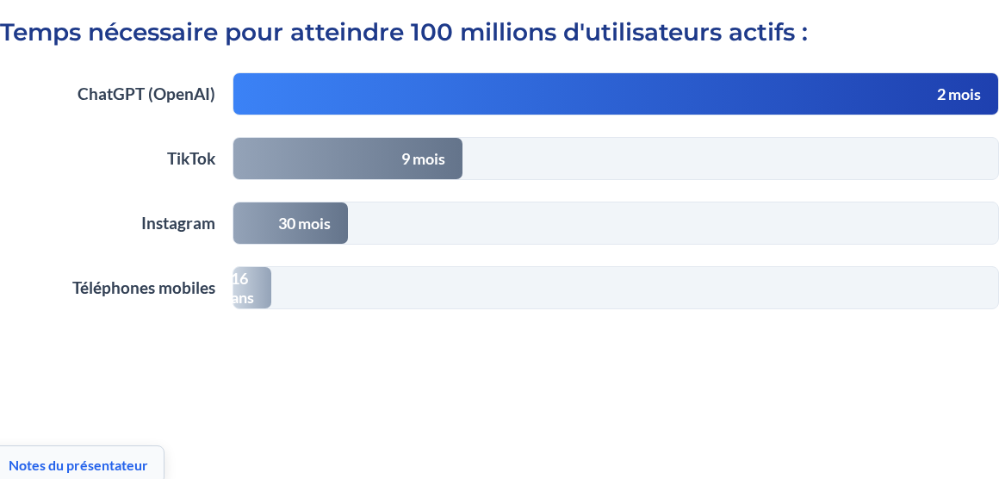 Temps nécessaire pour atteindre 100 millions d'utilisateurs actifs :
ChatGPT (OpenAI)
2 mois
TikTok
9 mois
Instagram
30 mois
Téléphones mobiles
16
ans
Notes du présentateur